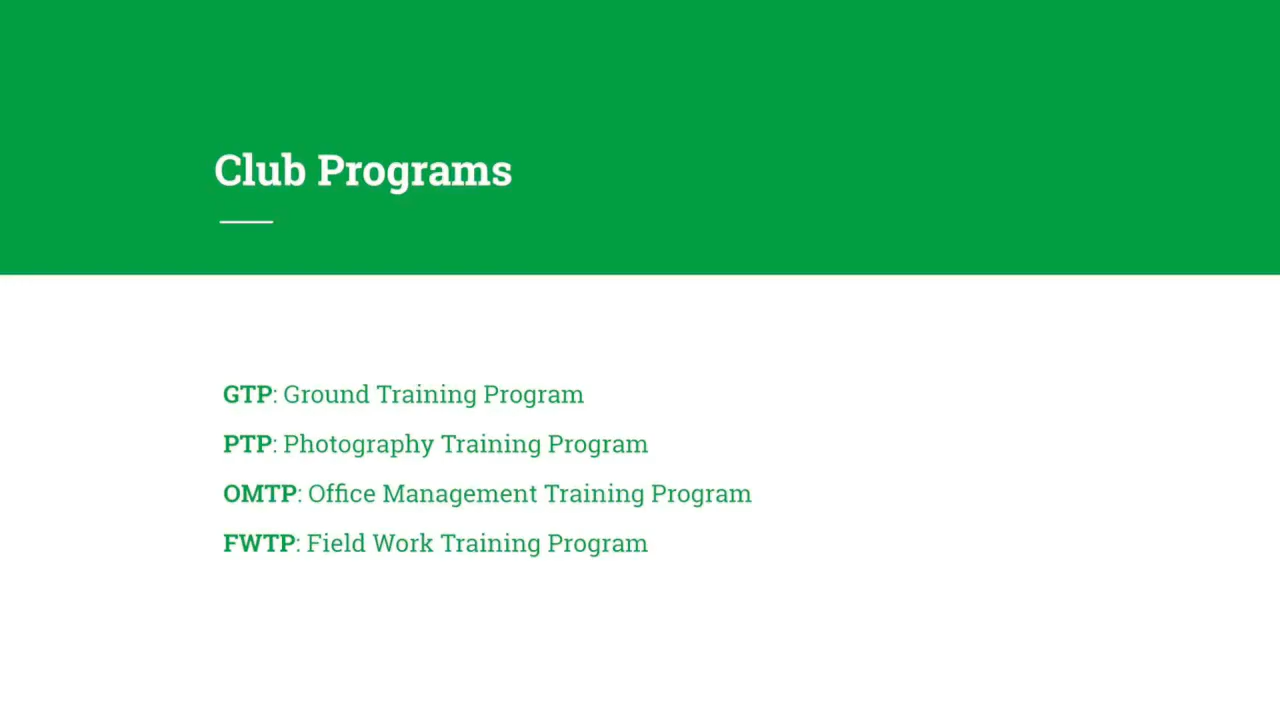 Club Programs
GTP: Ground Training Program
PTP: Photography Training Program
OMTP: Office Management Training Program
FWTP: Field Work Training Program